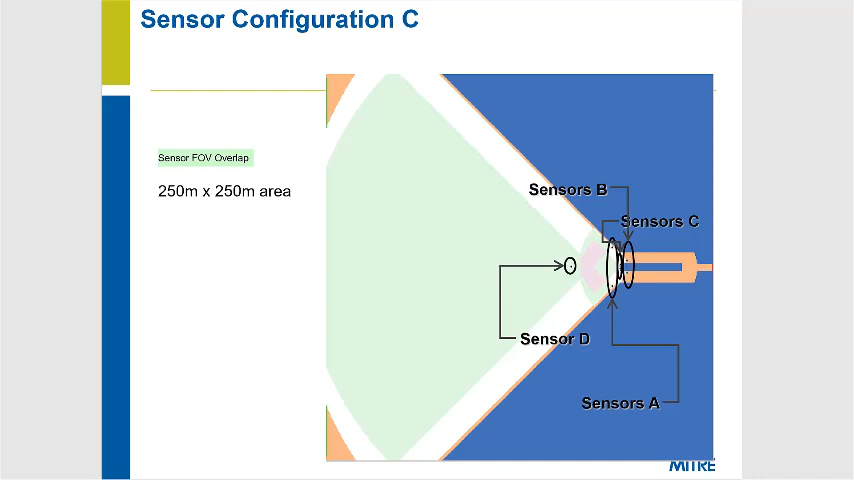 Sensor Configuration C
Sensor FOV Overlap
250m x 250m area
Sensors B
Sensors C
Sensor D
Sensors A
MITRE